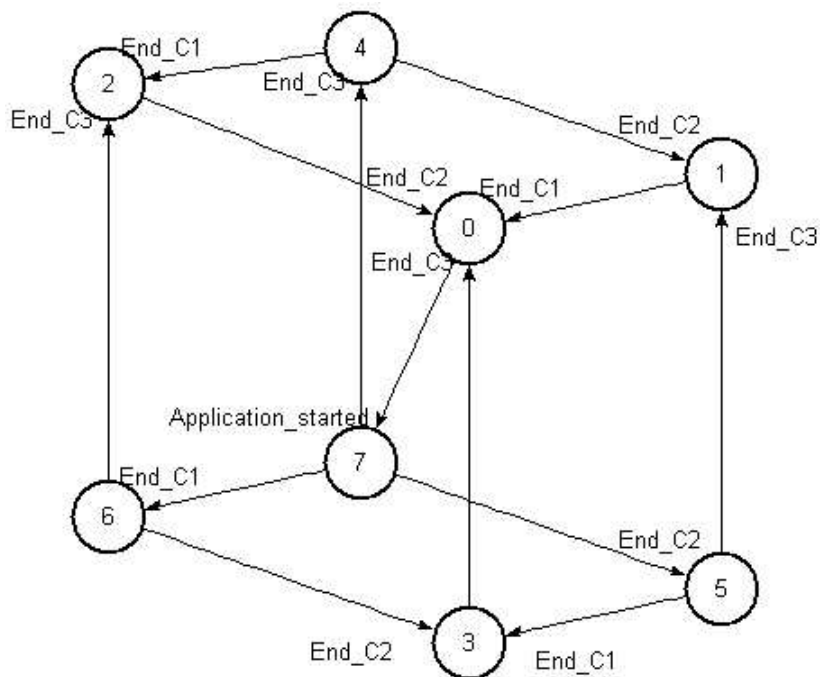 4
End_C1
2
End_C3
End_C3
End_C2
1
End_C2
End_C1
0
End_C3
End_C3
Application_started
7
End_C1
6
End_C2
5
3
End_C2
End_C1